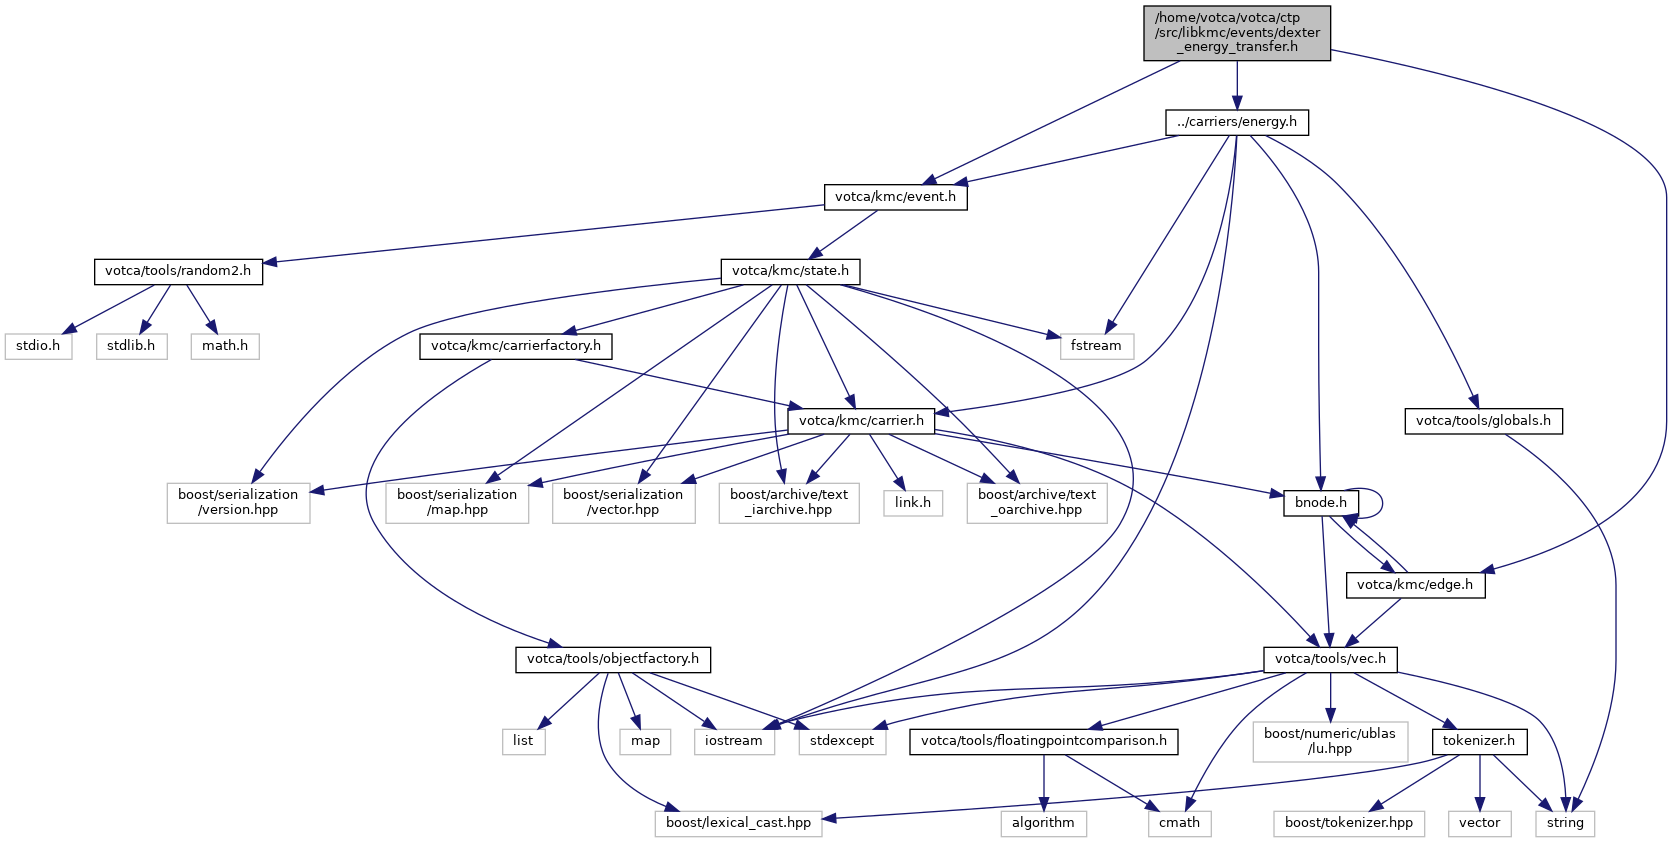 /home/votca/votca/ctp
/src/libkmc/events/dexter
_energy_transfer.h
../carriers/energy.h
votca/kmc/event.h
votca/tools/random2.h
votca/kmc/state.h
stdio.h
stdlib.h
math.h
votca/kmc/carrierfactory.h
fstream
votca/kmc/carrier.h
votca/tools/globals.h
boost/serialization
/version.hpp
boost/serialization
/map.hpp
boost/serialization
/vector.hpp
boost/archive/text
_iarchive.hpp
link.h
boost/archive/text
_oarchive.hpp
bnode.h
votca/kmc/edge.h
votca/tools/objectfactory.h
votca/tools/vec.h
list
map
iostream
stdexcept
votca/tools/floatingpointcomparison.h
boost/numeric/ublas
/lu.hpp
tokenizer.h
boost/lexical_cast.hpp
algorithm
cmath
boost/tokenizer.hpp
vector
string